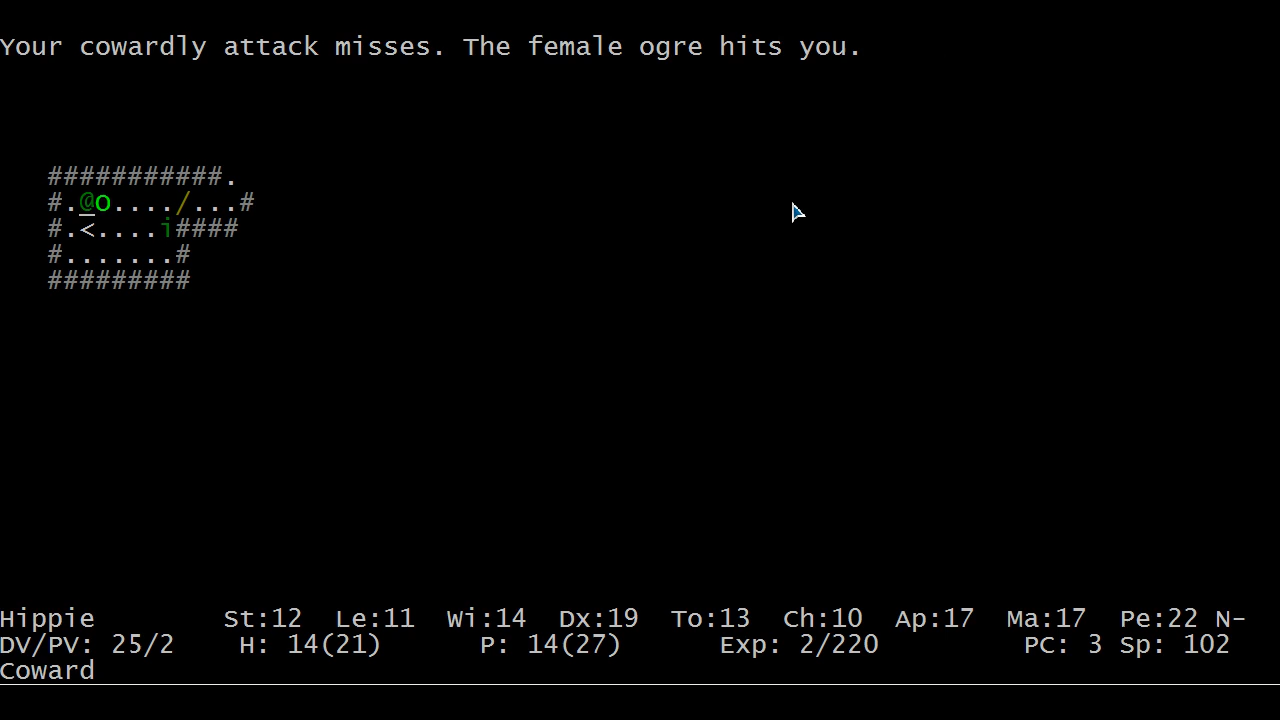 Your cowardly attack misses. The female ogre hits you.
###########.
#.@o..../...#
#.<....i####
#.......#
#########
Hippie St:12 Le:11 Wi:14 Dx:19 To:13 Ch:10 Ap:17 Ma:17 Pe:22 N-
DV/PV: 25/2 H: 14(21) P: 14(27) Exp: 2/220 PC: 3 Sp: 102
Coward